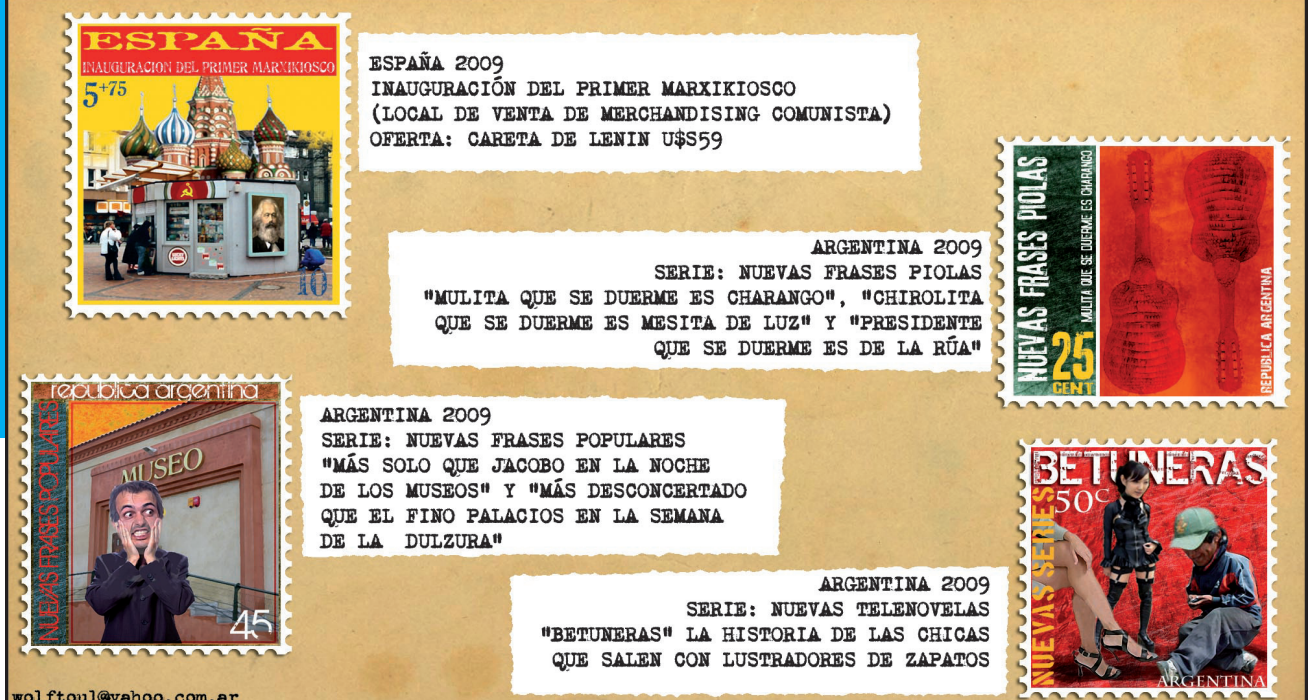 ESPAÑA
INAUGURACION DEL PRIMER MARXIKIOSCO
5+75
10
ESPAÑA 2009
INAUGURACIÓN DEL PRIMER MARXIKIOSCO
(LOCAL DE VENTA DE MERCHANDISING COMUNISTA)
OFERTA: CARETA DE LENIN U$S59
ARGENTINA 2009
SERIE: NUEVAS FRASES PIOLAS
"MULITA QUE SE DUERME ES CHARANGO", "CHIROLITA
QUE SE DUERME ES MESITA DE LUZ" Y "PRESIDENTE
QUE SE DUERME ES DE LA RÚA"
NUEVAS FRASES PIOLAS
MULITA QUE SE DUERME ES CHARANGO
25
CENT
REPUBLICA ARGENTINA
republica argentina
NUEVAS FRASES POPULARES
MUSEO
45
ARGENTINA 2009
SERIE: NUEVAS FRASES POPULARES
"MÁS SOLO QUE JACOBO EN LA NOCHE
DE LOS MUSEOS" Y "MÁS DESCONCERTADO
QUE EL FINO PALACIOS EN LA SEMANA
DE LA DULZURA"
ARGENTINA 2009
SERIE: NUEVAS TELENOVELAS
"BETUNERAS" LA HISTORIA DE LAS CHICAS
QUE SALEN CON LUSTRADORES DE ZAPATOS
BETUNERAS
50c
NUEVAS SERIES
ARGENTINA
wolftoul@yahoo.com.ar